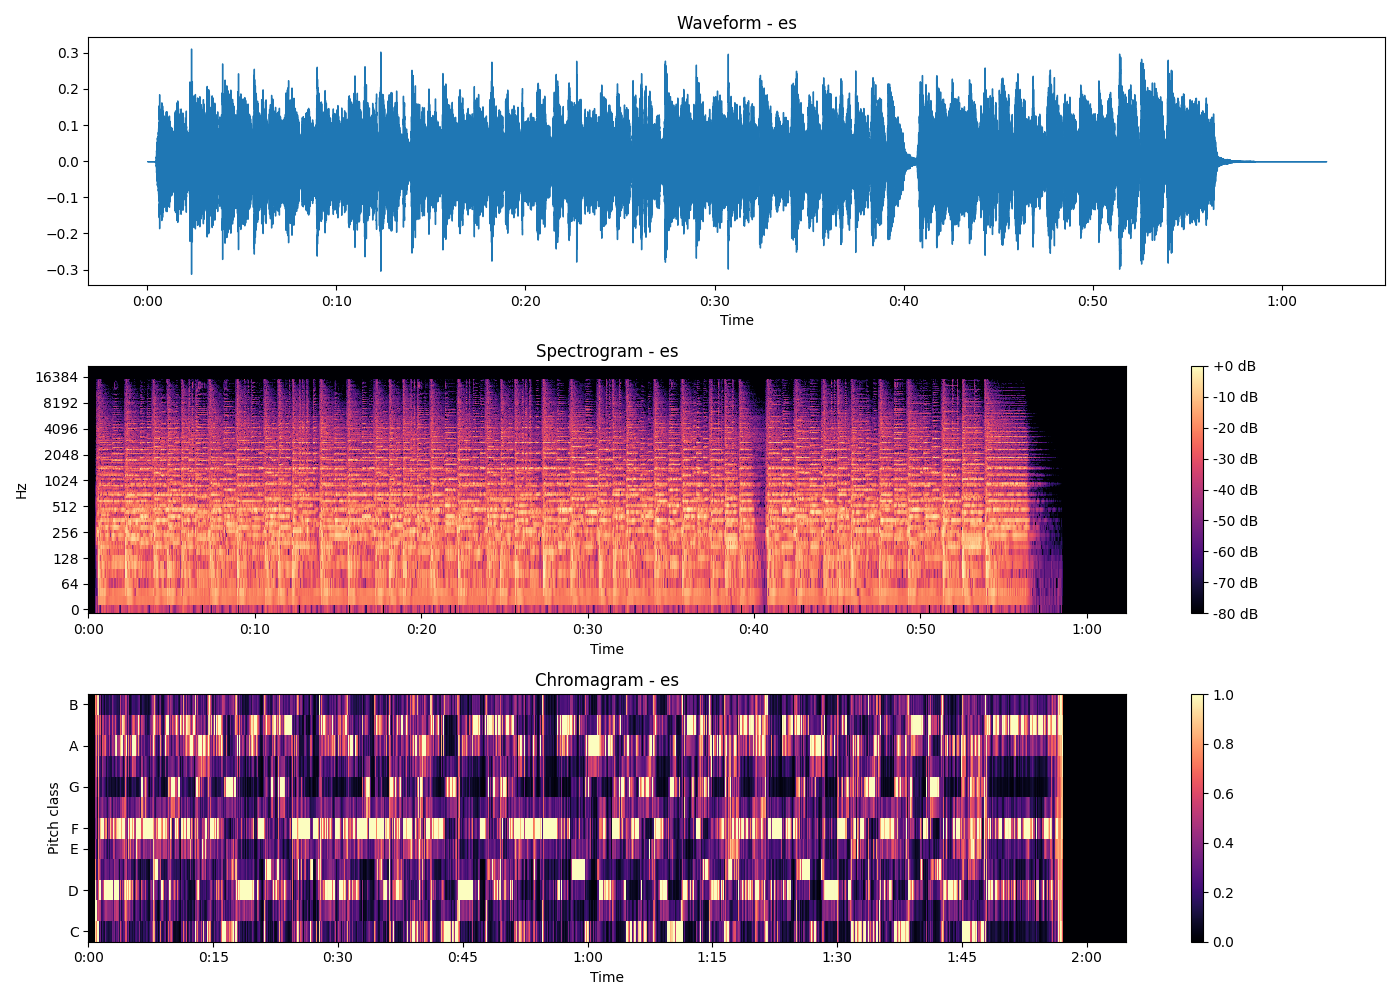 Waveform - es
0.3
0.2
0.1
0.0
−0.1
−0.2
−0.3
0:00 0:10 0:20 0:30 0:40 0:50 1:00
Time
Spectrogram - es
Hz
16384
8192
4096
2048
1024
512
256
128
64
0
0:00 0:10 0:20 0:30 0:40 0:50 1:00
Time
+0 dB
-10 dB
-20 dB
-30 dB
-40 dB
-50 dB
-60 dB
-70 dB
-80 dB
Chromagram - es
Pitch class
B
A
G
F
E
D
C
0:00 0:15 0:30 0:45 1:00 1:15 1:30 1:45 2:00
Time
1.0
0.8
0.6
0.4
0.2
0.0